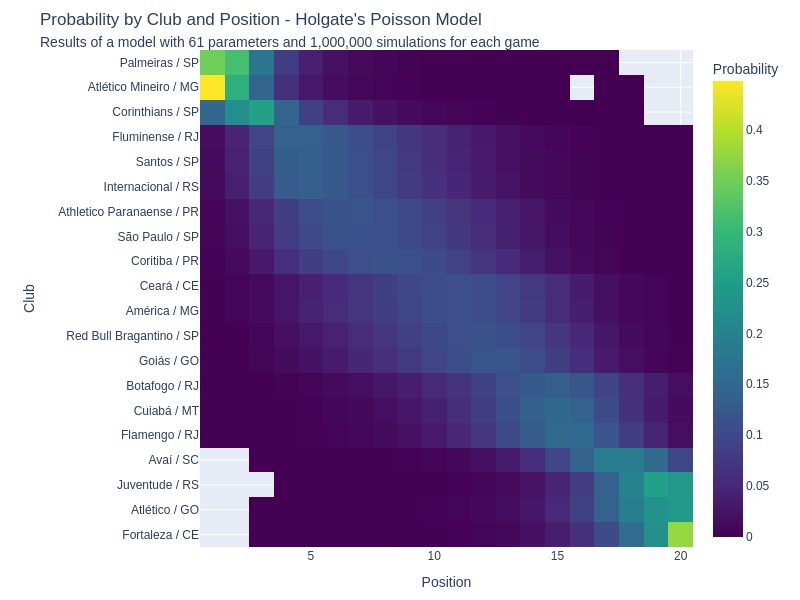 Probability by Club and Position - Holgate's Poisson Model
Results of a model with 61 parameters and 1,000,000 simulations for each game
Probability
Palmeiras / SP
Atlético Mineiro / MG
Corinthians / SP
Fluminense / RJ
Santos / SP
Internacional / RS
Athletico Paranaense / PR
São Paulo / SP
Coritiba / PR
Ceará / CE
América / MG
Red Bull Bragantino / SP
Goiás / GO
Botafogo / RJ
Cuiabá / MT
Flamengo / RJ
Avaí / SC
Juventude / RS
Atlético / GO
Fortaleza / CE
Club
5
10
15
20
Position
0.4
0.35
0.3
0.25
0.2
0.15
0.1
0.05
0